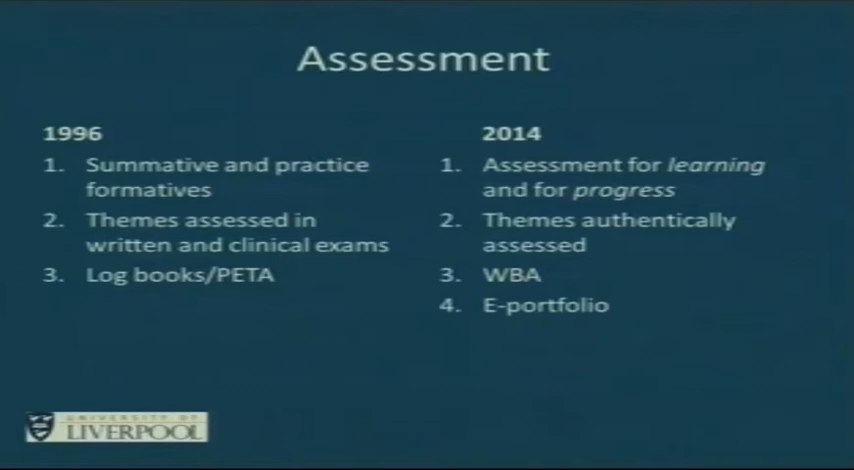 Assessment
1996
1. Summative and practice
formatives
2. Themes assessed in
written and clinical exams
3. Log books/PETA
2014
1. Assessment for learning
and for progress
2. Themes authentically
assessed
3. WBA
4. E-portfolio
UNIVERSITY OF
LIVERPOOL